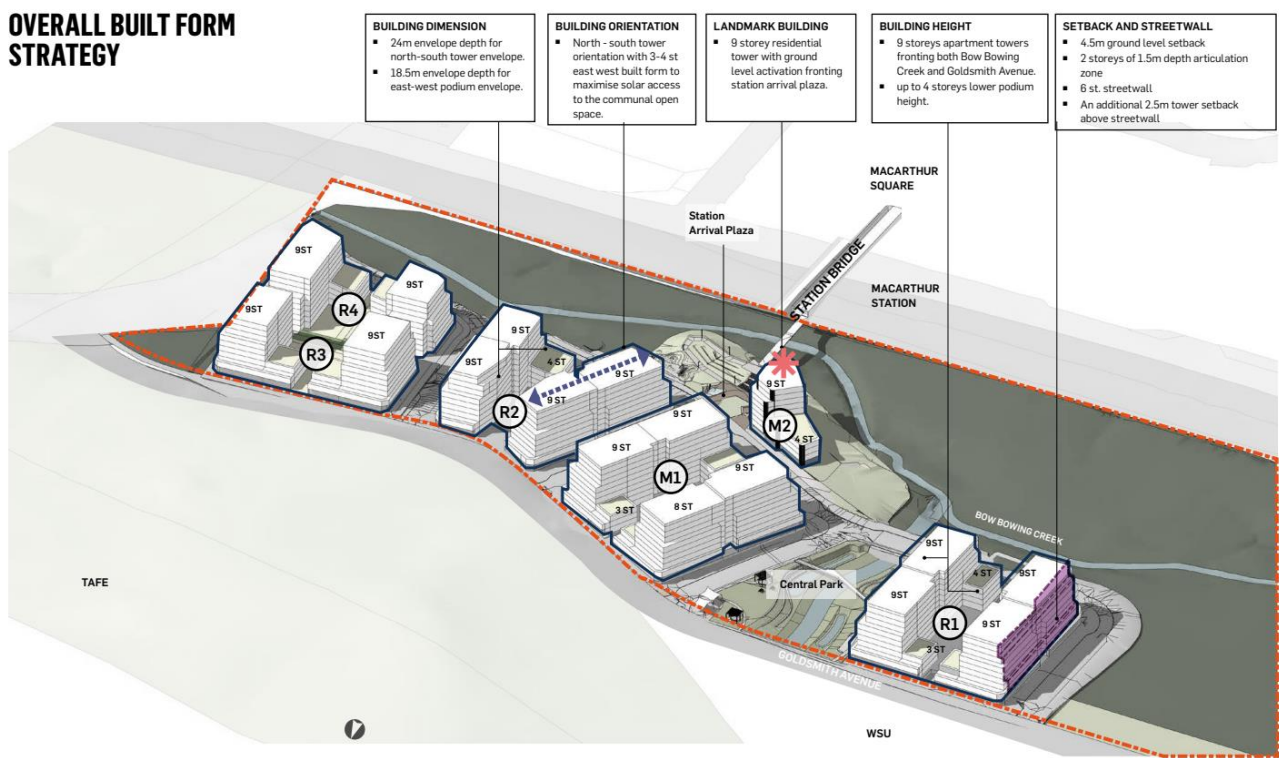 OVERALL BUILT FORM
STRATEGY
BUILDING DIMENSION
▪ 24m envelope depth for
north-south tower envelope.
▪ 18.5m envelope depth for
east-west podium envelope.
BUILDING ORIENTATION
▪ North - south tower
orientation with 3-4 st
east west built form to
maximise solar access
to the communal open
space.
LANDMARK BUILDING
▪ 9 storey residential
tower with ground
level activation fronting
station arrival plaza.
BUILDING HEIGHT
▪ 9 storeys apartment towers
fronting both Bow Bowing
Creek and Goldsmith Avenue.
▪ up to 4 storeys lower podium
height.
SETBACK AND STREETWALL
▪ 4.5m ground level setback
▪ 2 storeys of 1.5m depth articulation
zone
▪ 6 st. streetwall
▪ An additional 2.5m tower setback
above streetwall
MACARTHUR
SQUARE
Station
Arrival Plaza
STATION BRIDGE
MACARTHUR
STATION
9ST
9ST
9ST
9ST
R4
R3
9 ST
9ST
4 ST
9 ST
9 ST
R2
9 ST
M2
4 ST
9 ST
9 ST
9 ST
M1
3 ST
8 ST
BOW BOWING CREEK
9ST
4 ST
9ST
9ST
9 ST
R1
3 ST
Central Park
TAFE
GOLDSMITH AVENUE
WSU